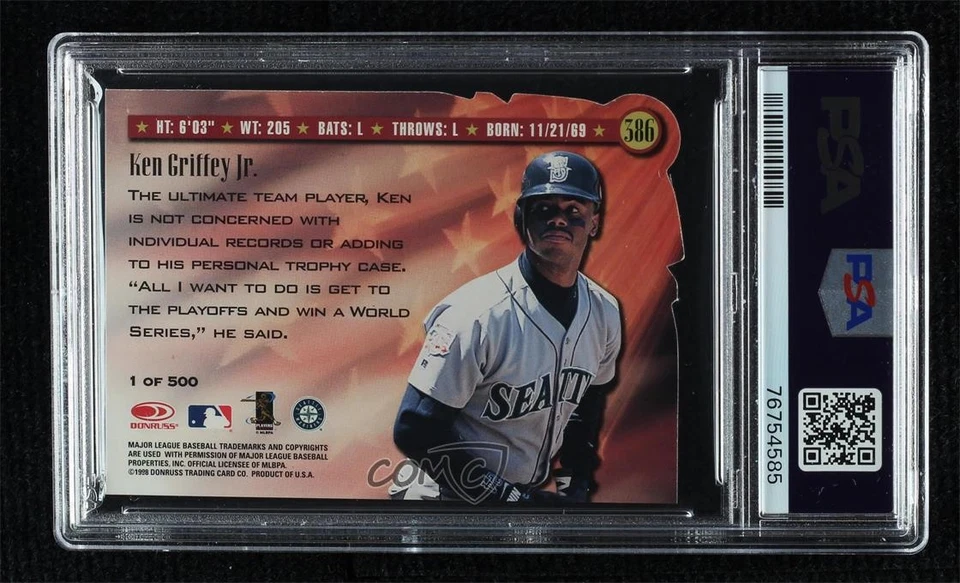 ★ HT: 6'03" ★ WT: 205 ★ BATS: L ★ THROWS: L ★ BORN: 11/21/69 ★ 386
Ken Griffey Jr.
THE ULTIMATE TEAM PLAYER, KEN
IS NOT CONCERNED WITH
INDIVIDUAL RECORDS OR ADDING
TO HIS PERSONAL TROPHY CASE.
“ALL I WANT TO DO IS GET TO
THE PLAYOFFS AND WIN A WORLD
SERIES,” HE SAID.
1 OF 500
DONRUSS
PLAYERS
MAJOR LEAGUE BASEBALL TRADEMARKS AND COPYRIGHTS
ARE USED WITH PERMISSION OF MAJOR LEAGUE BASEBALL
PROPERTIES, INC. OFFICIAL LICENSEE OF MLBPA.
©1998 DONRUSS TRADING CARD CO. PRODUCT OF U.S.A.
SEATT
COMC
PSA
PSA
76754585